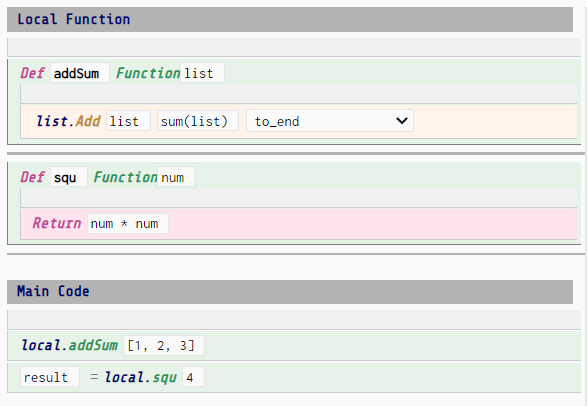 Local Function
Def addSum Function list
list.Add list sum(list) to_end
Def squ Function num
Return num * num
Main Code
local.addSum [1, 2, 3]
result = local.squ 4